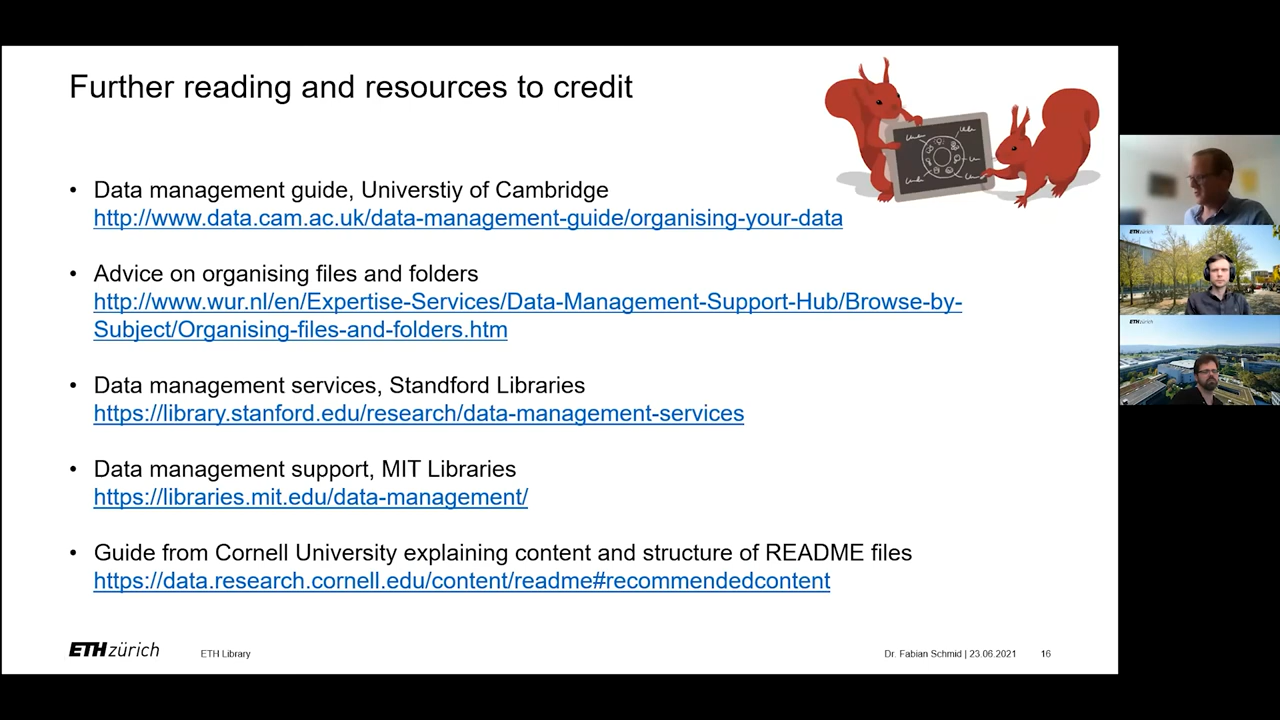 Further reading and resources to credit
• Data management guide, Universtiy of Cambridge
http://www.data.cam.ac.uk/data-management-guide/organising-your-data
• Advice on organising files and folders
http://www.wur.nl/en/Expertise-Services/Data-Management-Support-Hub/Browse-by-
Subject/Organising-files-and-folders.htm
• Data management services, Standford Libraries
https://library.stanford.edu/research/data-management-services
• Data management support, MIT Libraries
https://libraries.mit.edu/data-management/
• Guide from Cornell University explaining content and structure of README files
https://data.research.cornell.edu/content/readme#recommendedcontent
ETH zürich
ETH Library
Dr. Fabian Schmid | 23.06.2021
16
ETH zürich
ETH zürich